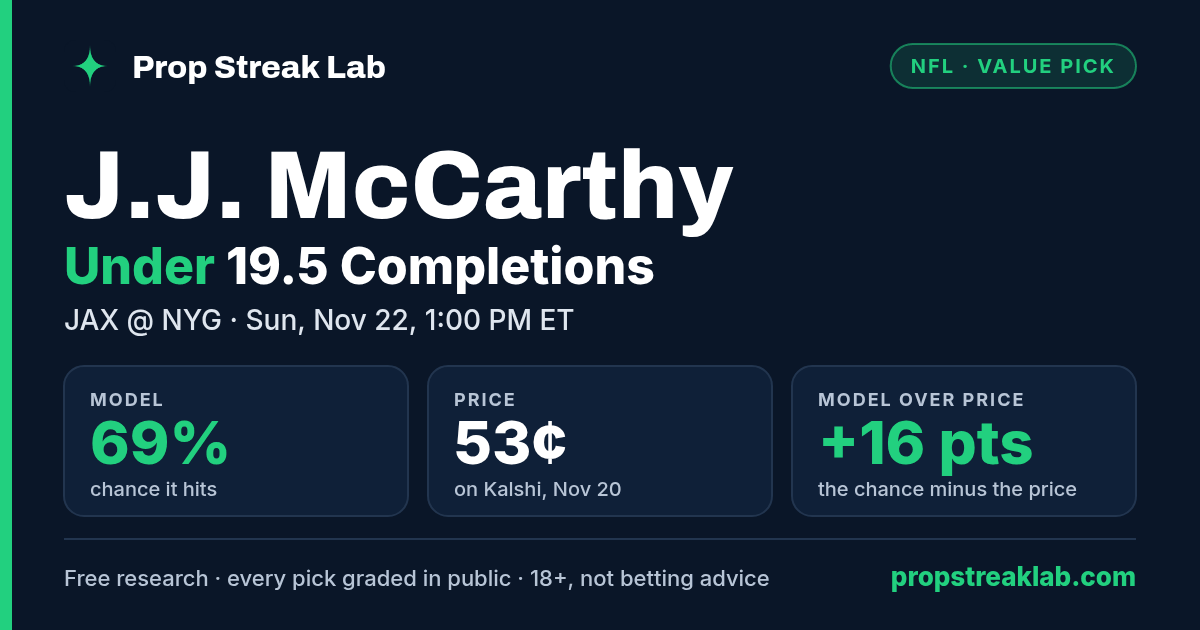 Prop Streak Lab
NFL · VALUE PICK
J.J. McCarthy
Under 19.5 Completions
JAX @ NYG · Sun, Nov 22, 1:00 PM ET
MODEL
69%
chance it hits
PRICE
53¢
on Kalshi, Nov 20
MODEL OVER PRICE
+16 pts
the chance minus the price
Free research · every pick graded in public · 18+, not betting advice
propstreaklab.com